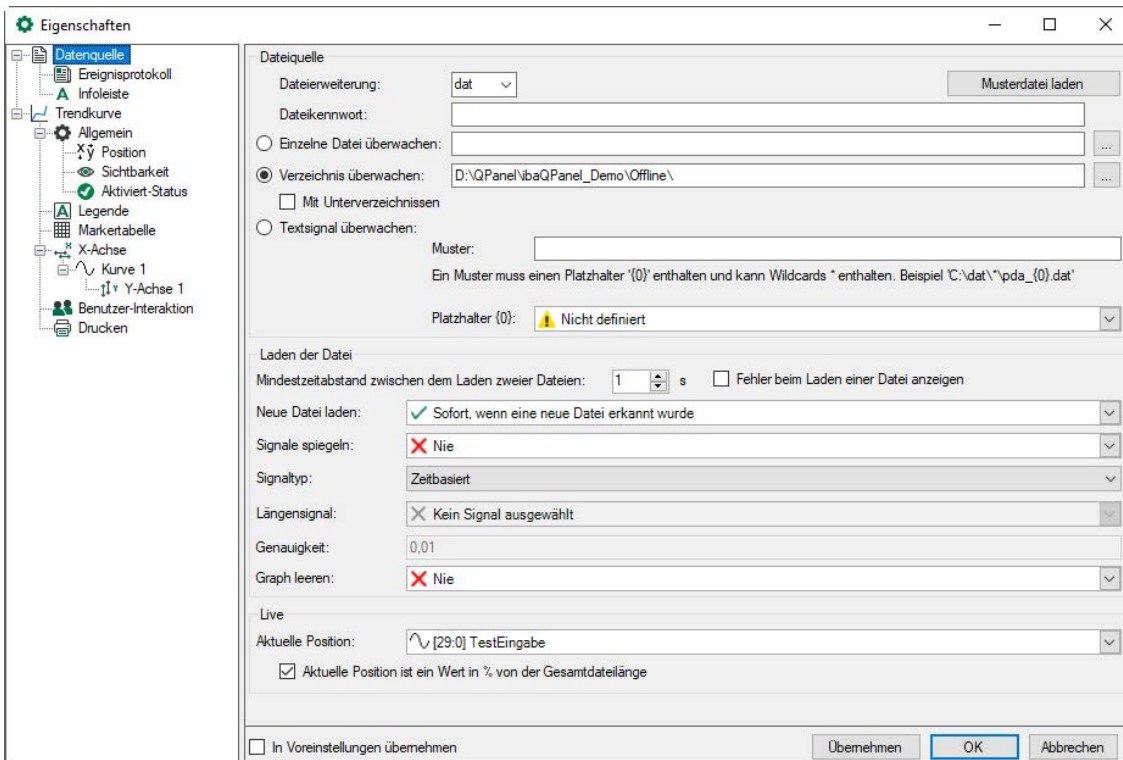 Eigenschaften
Datenquelle
Ereignisprotokoll
A Infoleiste
Trendkurve
Allgemein
X Y Position
Sichtbarkeit
Aktiviert-Status
A Legende
Markertabelle
X X-Achse
Kurve 1
Y Y-Achse 1
Benutzer-Interaktion
Drucken
Dateiquelle
Dateierweiterung: dat Musterdatei laden
Dateikennwort:
Einzelne Datei überwachen: ...
Verzeichnis überwachen: D:\QPanel\ibaQPanel_Demo\Offline\ ...
Mit Unterverzeichnissen
Textsignal überwachen:
Muster:
Ein Muster muss einen Platzhalter '{0}' enthalten und kann Wildcards * enthalten. Beispiel 'C:\dat\*\pda_{0}.dat'
Platzhalter {0}: Nicht definiert
Laden der Datei
Mindestzeitabstand zwischen dem Laden zweier Dateien: 1 s Fehler beim Laden einer Datei anzeigen
Neue Datei laden: Sofort, wenn eine neue Datei erkannt wurde
Signale spiegeln: Nie
Signaltyp: Zeitbasiert
Längensignal: Kein Signal ausgewählt
Genauigkeit: 0,01
Graph leeren: Nie
Live
Aktuelle Position: [29:0] TestEingabe
Aktuelle Position ist ein Wert in % von der Gesamtdateilänge
In Voreinstellungen übernehmen Übernehmen OK Abbrechen